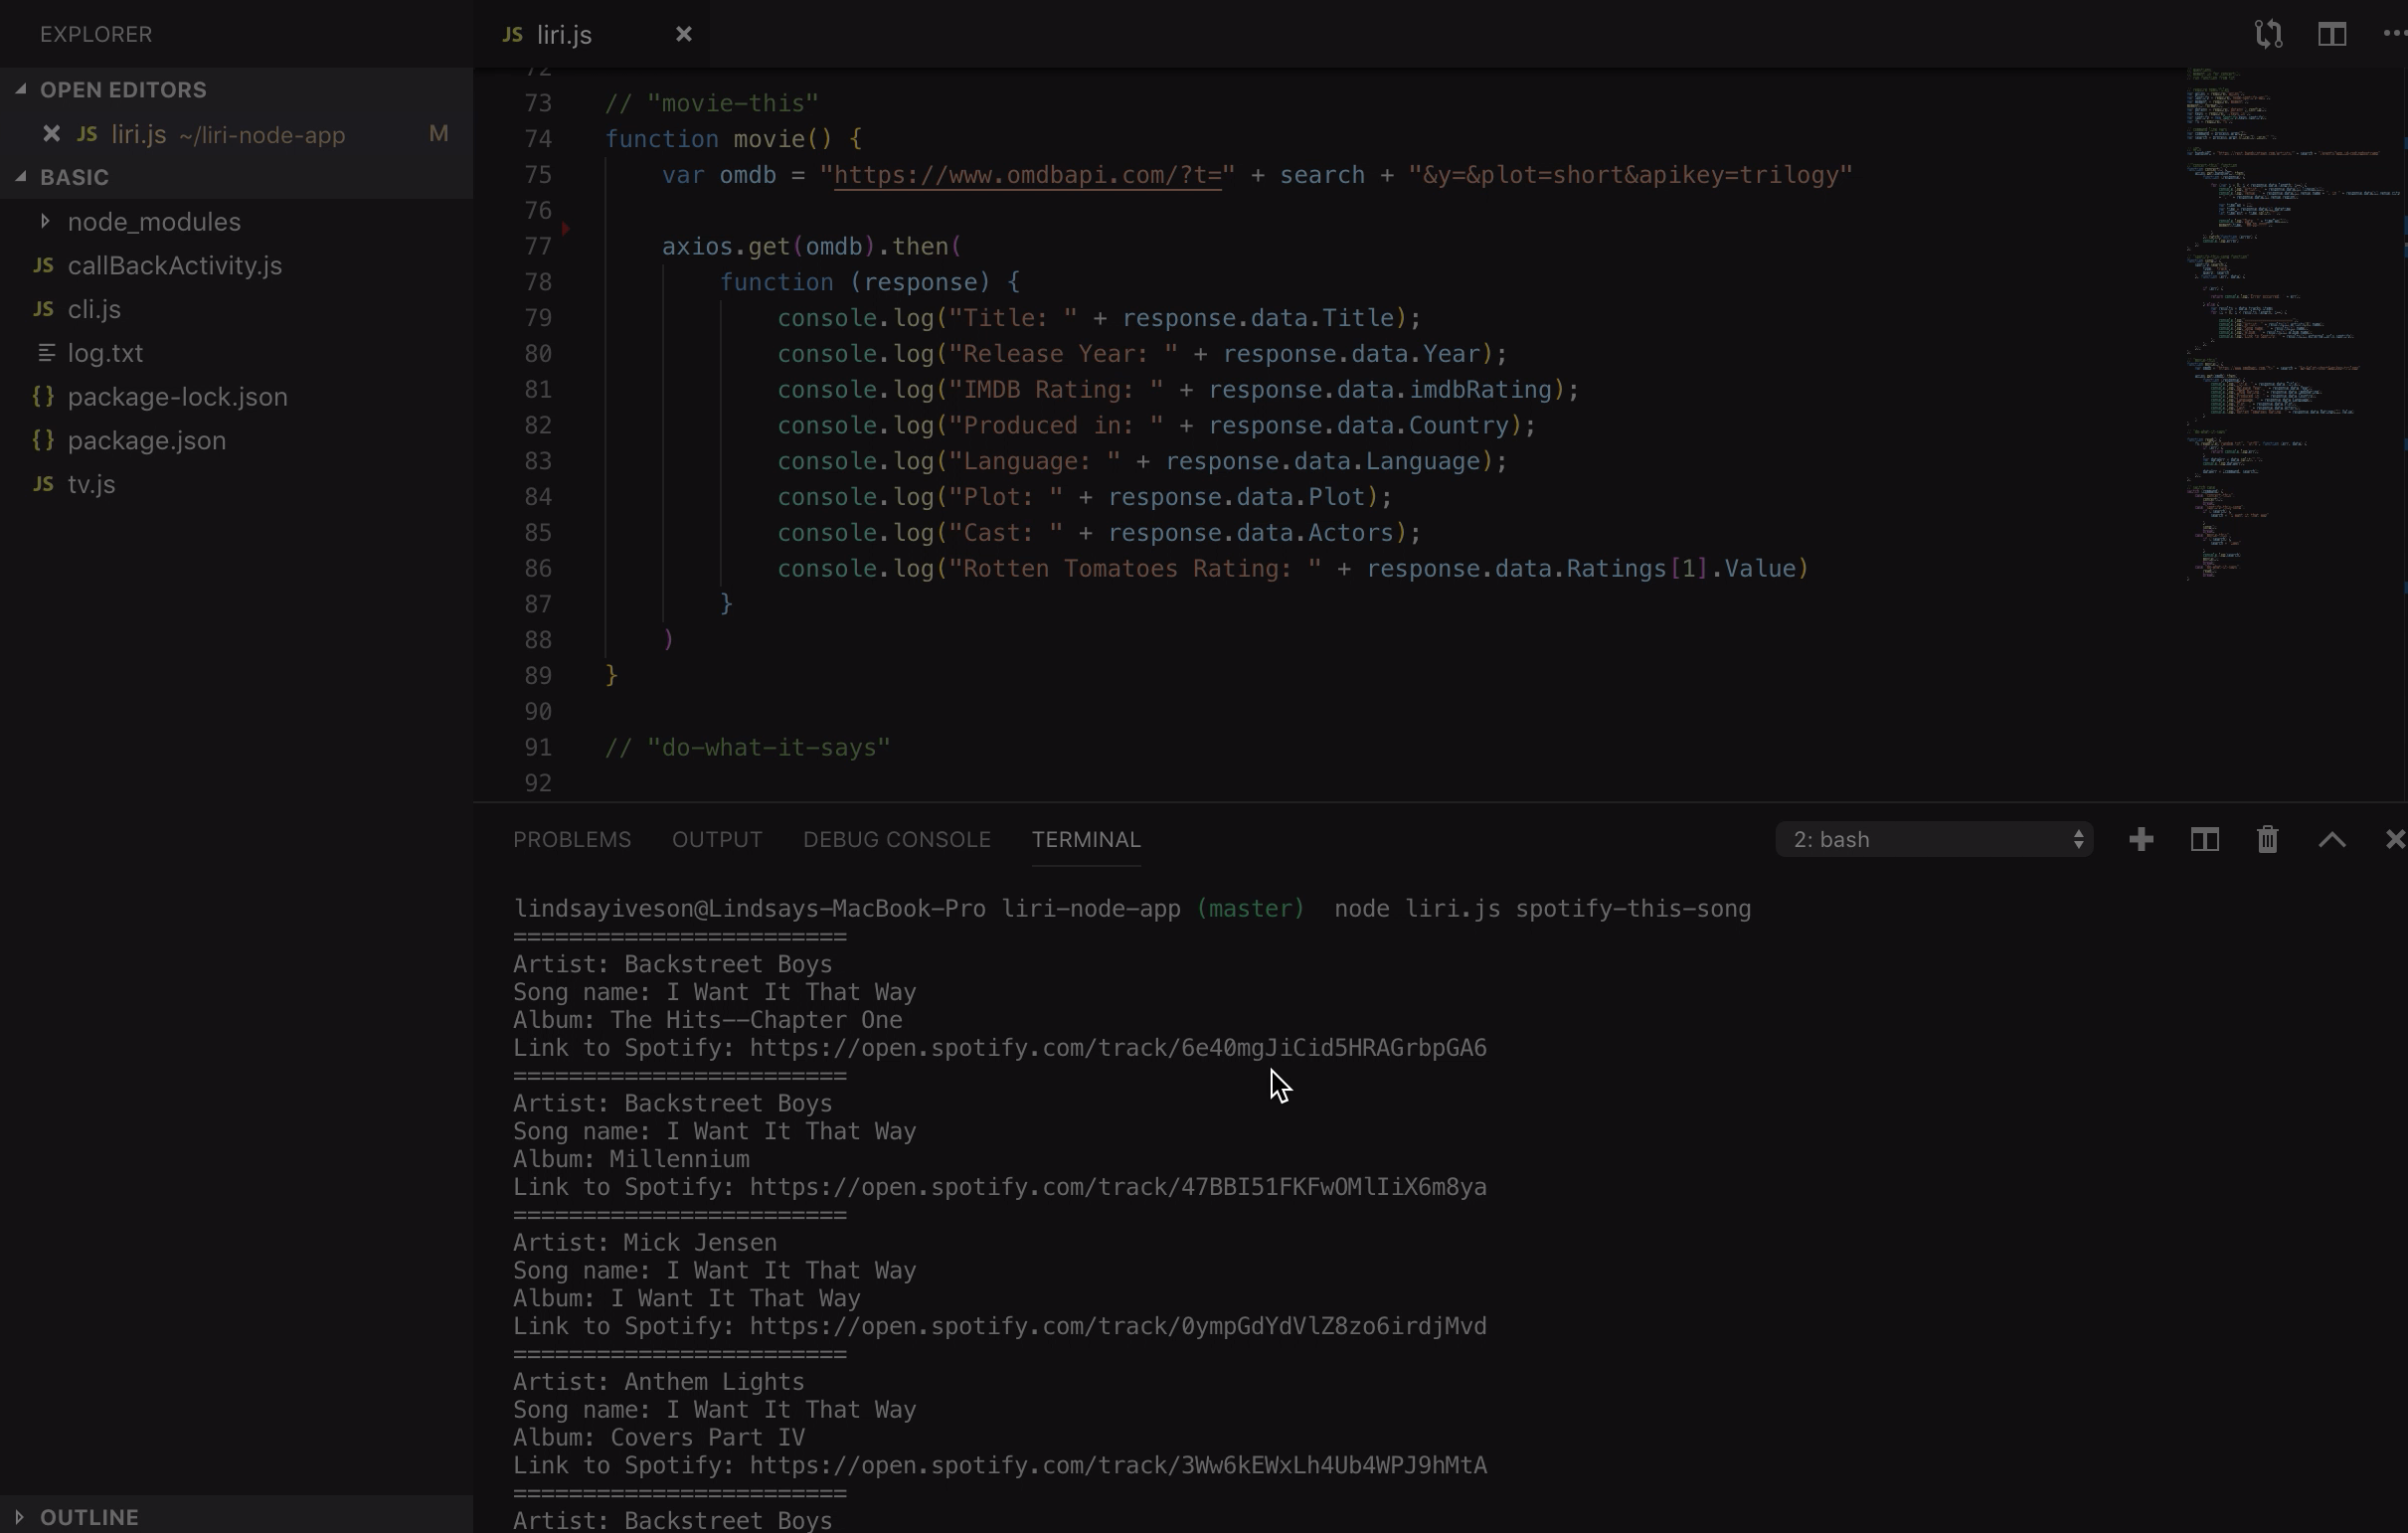 EXPLORER
OPEN EDITORS
JS liri.js ~/liri-node-app M
BASIC
node_modules
JS callBackActivity.js
JS cli.js
log.txt
{} package-lock.json
{} package.json
JS tv.js
OUTLINE
JS liri.js
72
73 // "movie-this"
74 function movie() {
75 var omdb = "https://www.omdbapi.com/?t=" + search + "&y=&plot=short&apikey=trilogy"
76
77 axios.get(omdb).then(
78 function (response) {
79 console.log("Title: " + response.data.Title);
80 console.log("Release Year: " + response.data.Year);
81 console.log("IMDB Rating: " + response.data.imdbRating);
82 console.log("Produced in: " + response.data.Country);
83 console.log("Language: " + response.data.Language);
84 console.log("Plot: " + response.data.Plot);
85 console.log("Cast: " + response.data.Actors);
86 console.log("Rotten Tomatoes Rating: " + response.data.Ratings[1].Value)
87 }
88 )
89 }
90
91 // "do-what-it-says"
92
PROBLEMS OUTPUT DEBUG CONSOLE TERMINAL 2: bash
lindsayiveson@Lindsays-MacBook-Pro liri-node-app (master) node liri.js spotify-this-song
========================
Artist: Backstreet Boys
Song name: I Want It That Way
Album: The Hits--Chapter One
Link to Spotify: https://open.spotify.com/track/6e40mgJiCid5HRAGrbpGA6
========================
Artist: Backstreet Boys
Song name: I Want It That Way
Album: Millennium
Link to Spotify: https://open.spotify.com/track/47BBI51FKFwOMlIiX6m8ya
========================
Artist: Mick Jensen
Song name: I Want It That Way
Album: I Want It That Way
Link to Spotify: https://open.spotify.com/track/0ympGdYdVlZ8zo6irdjMvd
========================
Artist: Anthem Lights
Song name: I Want It That Way
Album: Covers Part IV
Link to Spotify: https://open.spotify.com/track/3Ww6kEWxLh4Ub4WPJ9hMtA
========================
Artist: Backstreet Boys